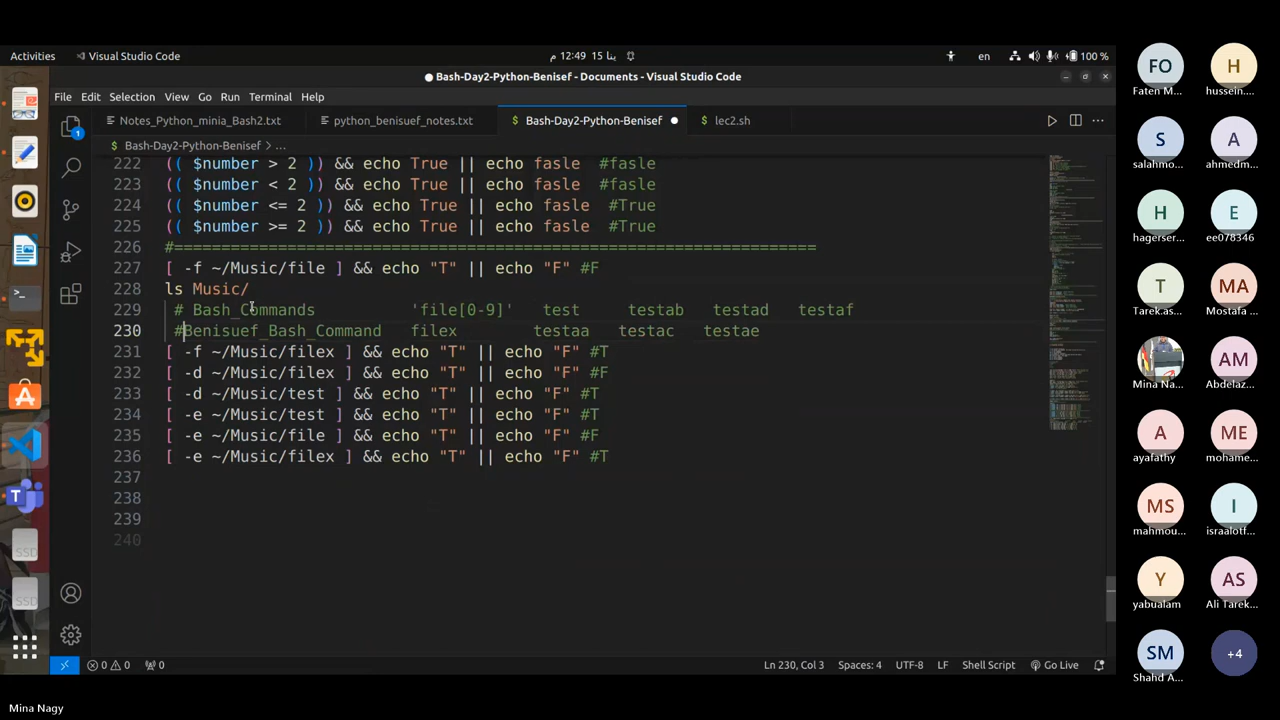 Activities
Visual Studio Code
م 12:49 15 ينا
en
100 %
Bash-Day2-Python-Benisef - Documents - Visual Studio Code
File Edit Selection View Go Run Terminal Help
Notes_Python_minia_Bash2.txt
python_benisuef_notes.txt
Bash-Day2-Python-Benisef
lec2.sh
Bash-Day2-Python-Benisef > ...
222 (( $number > 2 )) && echo True || echo fasle #fasle
223 (( $number < 2 )) && echo True || echo fasle #fasle
224 (( $number <= 2 )) && echo True || echo fasle #True
225 (( $number >= 2 )) && echo True || echo fasle #True
226 #====================================================================
227 [ -f ~/Music/file ] && echo "T" || echo "F" #F
228 ls Music/
229 # Bash_Commands 'file[0-9]' test testab testad testaf
230 #Benisuef_Bash_Command filex testaa testac testae
231 [ -f ~/Music/filex ] && echo "T" || echo "F" #T
232 [ -d ~/Music/filex ] && echo "T" || echo "F" #F
233 [ -d ~/Music/test ] && echo "T" || echo "F" #T
234 [ -e ~/Music/test ] && echo "T" || echo "F" #T
235 [ -e ~/Music/file ] && echo "T" || echo "F" #F
236 [ -e ~/Music/filex ] && echo "T" || echo "F" #T
237
238
239
240
1
SSD
SSD
0 0 0
Ln 230, Col 3 Spaces: 4 UTF-8 LF Shell Script Go Live
Mina Nagy
FO
Faten M...
H
hussein....
S
salahmo...
A
ahmedm...
H
hagerser...
E
ee078346
T
Tarek.as...
MA
Mostafa ...
Mina Na...
AM
Abdelaz...
A
ayafathy
ME
mohame...
MS
mahmou...
I
israalotf...
Y
yabualam
AS
Ali Tarek...
SM
Shahd A...
+4